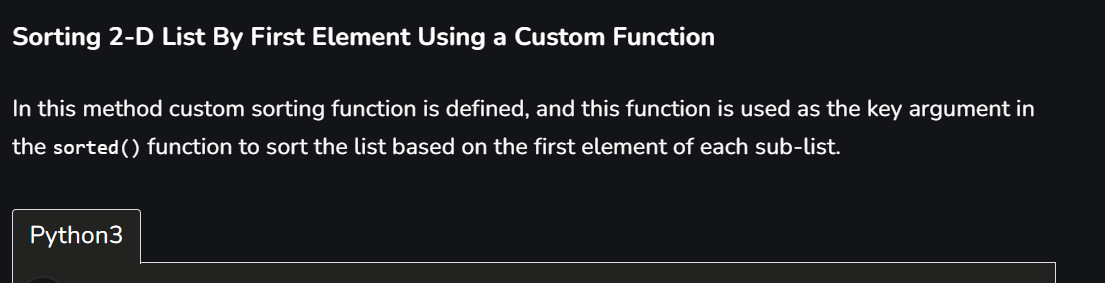 Sorting 2-D List By First Element Using a Custom Function
In this method custom sorting function is defined, and this function is used as the key argument in
the sorted() function to sort the list based on the first element of each sub-list.
Python3